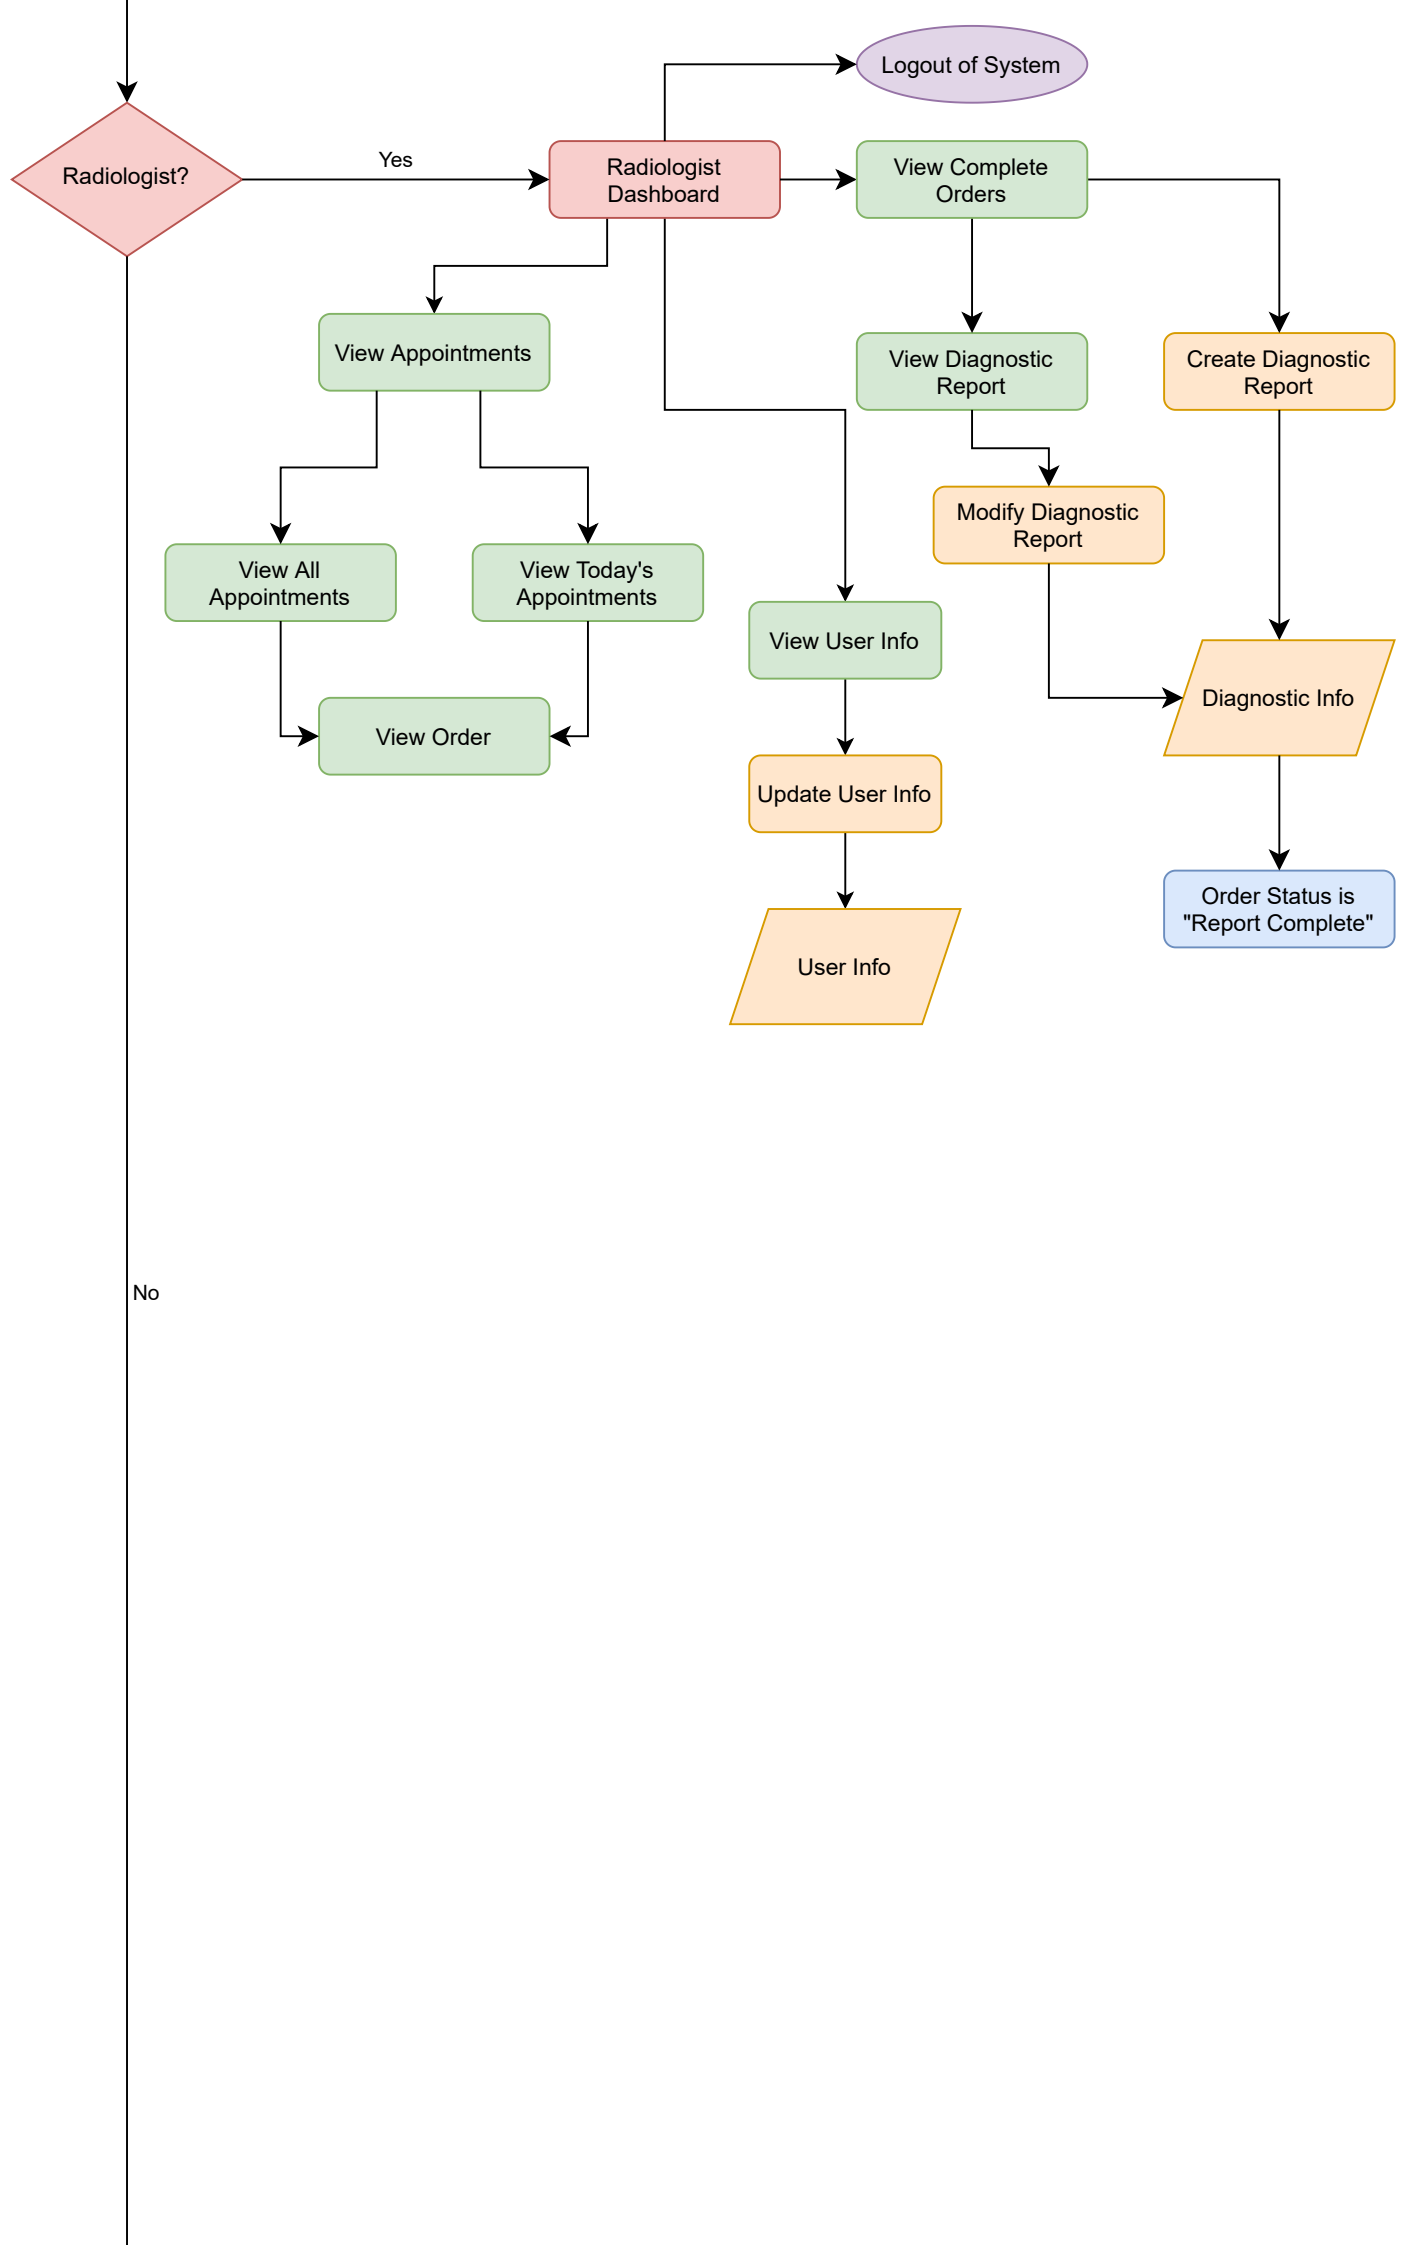 Logout of System
Radiologist?
Yes
Radiologist
Dashboard
View Complete
Orders
View Appointments
View Diagnostic
Report
Create Diagnostic
Report
Modify Diagnostic
Report
View All
Appointments
View Today's
Appointments
View User Info
Diagnostic Info
View Order
Update User Info
Order Status is
"Report Complete"
User Info
No